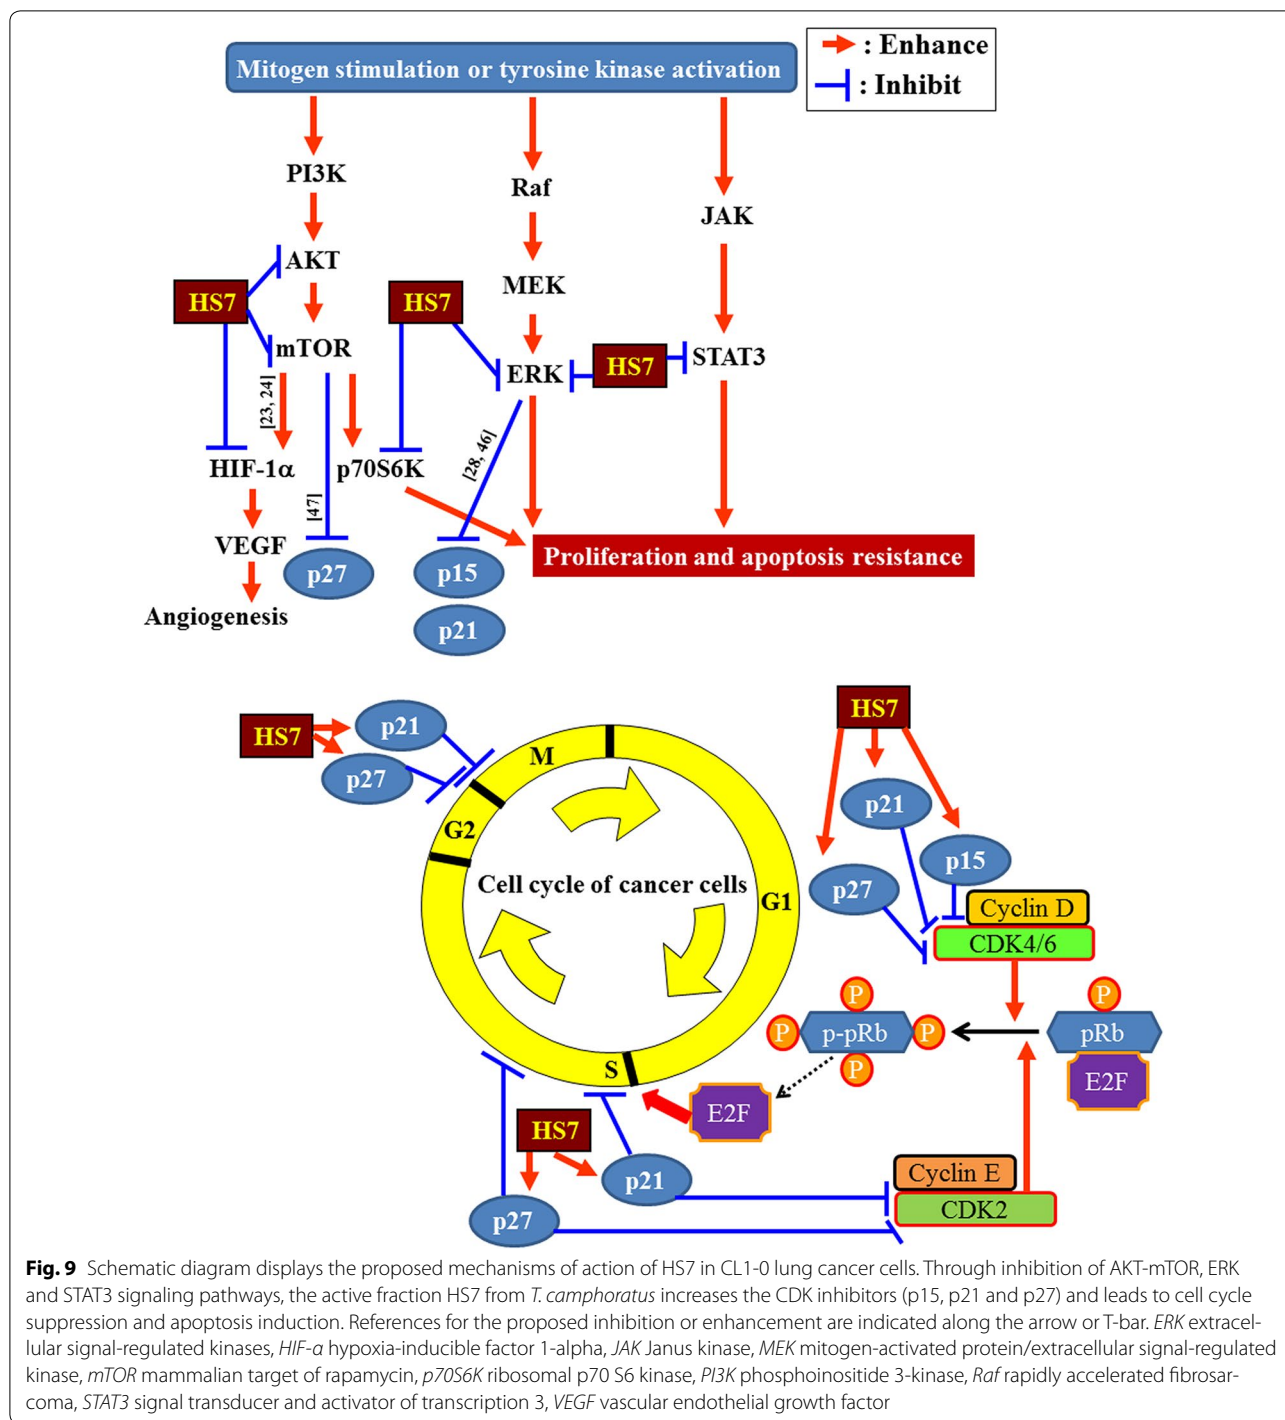 Mitogen stimulation or tyrosine kinase activation
: Enhance
: Inhibit
PI3K
Raf
JAK
AKT
MEK
HS7
HS7
mTOR
ERK
HS7
STAT3
[23, 24]
[28, 46]
HIF-1α
p70S6K
[47]
VEGF
p27
p15
Proliferation and apoptosis resistance
Angiogenesis
p21
HS7
p21
p27
M
G2
G1
S
Cell cycle of cancer cells
HS7
p21
p15
p27
Cyclin D
CDK4/6
P
P
p-pRb
P
P
P
pRb
E2F
E2F
HS7
p21
p27
Cyclin E
CDK2
Fig. 9 Schematic diagram displays the proposed mechanisms of action of HS7 in CL1-0 lung cancer cells. Through inhibition of AKT-mTOR, ERK
and STAT3 signaling pathways, the active fraction HS7 from T. camphoratus increases the CDK inhibitors (p15, p21 and p27) and leads to cell cycle
suppression and apoptosis induction. References for the proposed inhibition or enhancement are indicated along the arrow or T-bar. ERK extracel-
lular signal-regulated kinases, HIF-α hypoxia-inducible factor 1-alpha, JAK Janus kinase, MEK mitogen-activated protein/extracellular signal-regulated
kinase, mTOR mammalian target of rapamycin, p70S6K ribosomal p70 S6 kinase, PI3K phosphoinositide 3-kinase, Raf rapidly accelerated fibrosar-
coma, STAT3 signal transducer and activator of transcription 3, VEGF vascular endothelial growth factor